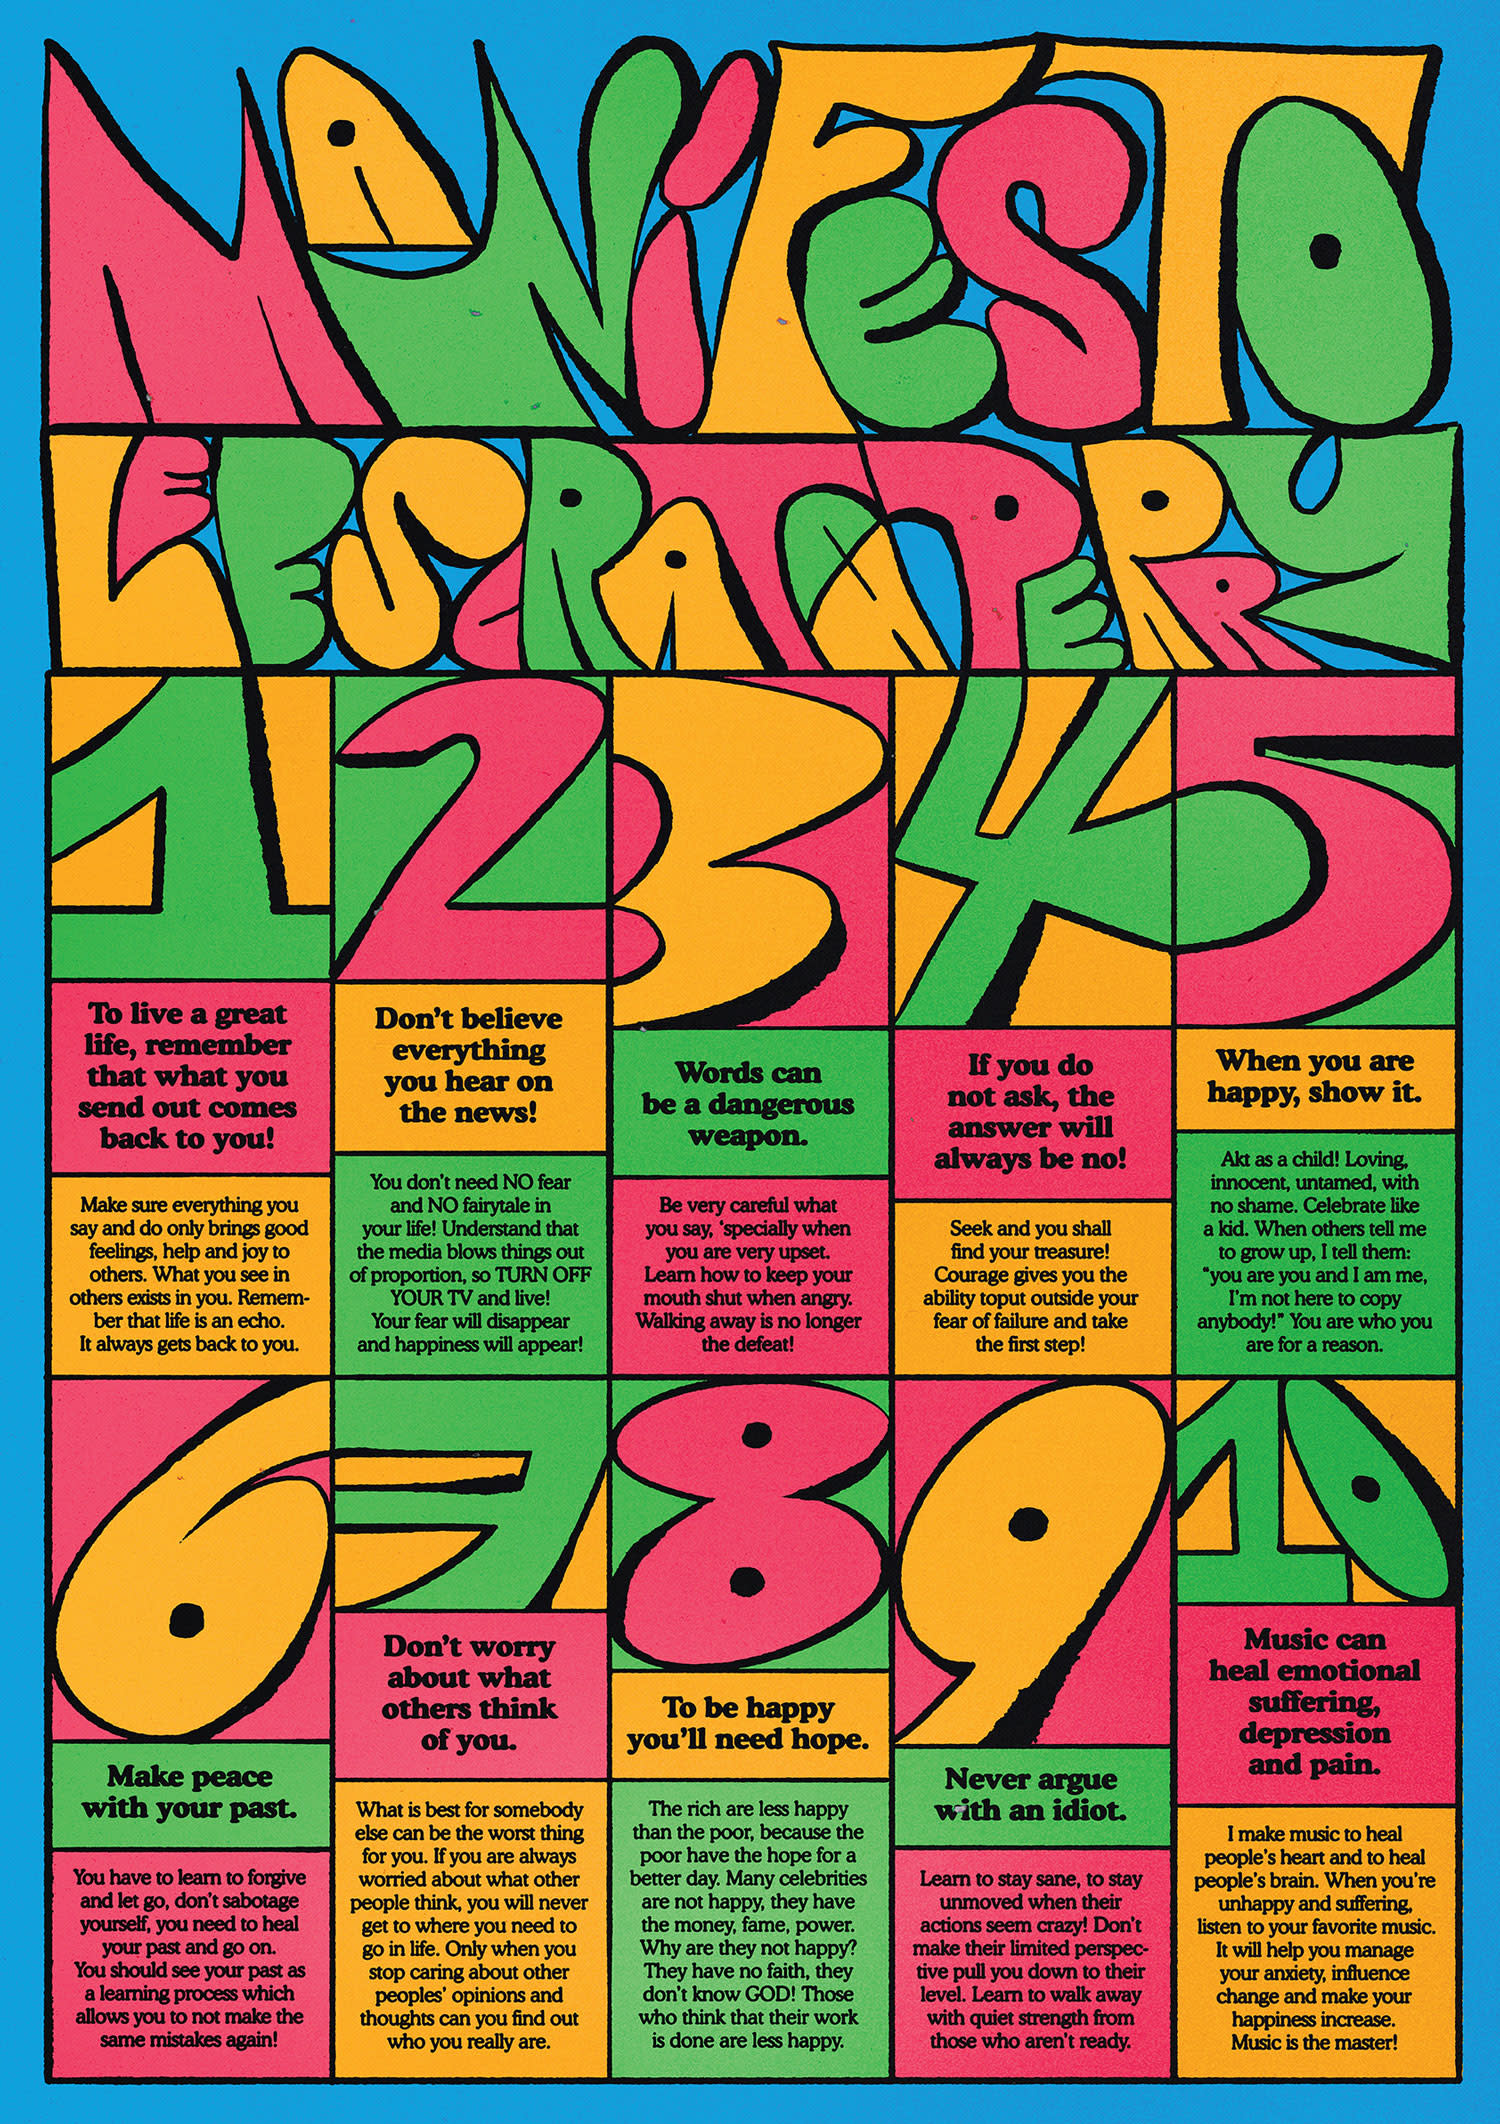 MANiFESTO
LEE SCRATCH PERRY
1
To live a great
life, remember
that what you
send out comes
back to you!
Make sure everything you
say and do only brings good
feelings, help and joy to
others. What you see in
others exists in you. Remem-
ber that life is an echo.
It always gets back to you.
2
Don't believe
everything
you hear on
the news!
You don't need NO fear
and NO fairytale in
your life! Understand that
the media blows things out
of proportion, so TURN OFF
YOUR TV and live!
Your fear will disappear
and happiness will appear!
3
Words can
be a dangerous
weapon.
Be very careful what
you say, ‘specially when
you are very upset.
Learn how to keep your
mouth shut when angry.
Walking away is no longer
the defeat!
4
If you do
not ask, the
answer will
always be no!
Seek and you shall
find your treasure!
Courage gives you the
ability toput outside your
fear of failure and take
the first step!
5
When you are
happy, show it.
Akt as a child! Loving,
innocent, untamed, with
no shame. Celebrate like
a kid. When others tell me
to grow up, I tell them:
"you are you and I am me,
I'm not here to copy
anybody!" You are who you
are for a reason.
6
Make peace
with your past.
You have to learn to forgive
and let go, don't sabotage
yourself, you need to heal
your past and go on.
You should see your past as
a learning process which
allows you to not make the
same mistakes again!
7
Don't worry
about what
others think
of you.
What is best for somebody
else can be the worst thing
for you. If you are always
worried about what other
people think, you will never
get to where you need to
go in life. Only when you
stop caring about other
peoples' opinions and
thoughts can you find out
who you really are.
8
To be happy
you'll need hope.
The rich are less happy
than the poor, because the
poor have the hope for a
better day. Many celebrities
are not happy, they have
the money, fame, power.
Why are they not happy?
They have no faith, they
don't know GOD! Those
who think that their work
is done are less happy.
9
Never argue
with an idiot.
Learn to stay sane, to stay
unmoved when their
actions seem crazy! Don't
make their limited perspec-
tive pull you down to their
level. Learn to walk away
with quiet strength from
those who aren't ready.
10
Music can
heal emotional
suffering,
depression
and pain.
I make music to heal
people's heart and to heal
people's brain. When you're
unhappy and suffering,
listen to your favorite music.
It will help you manage
your anxiety, influence
change and make your
happiness increase.
Music is the master!